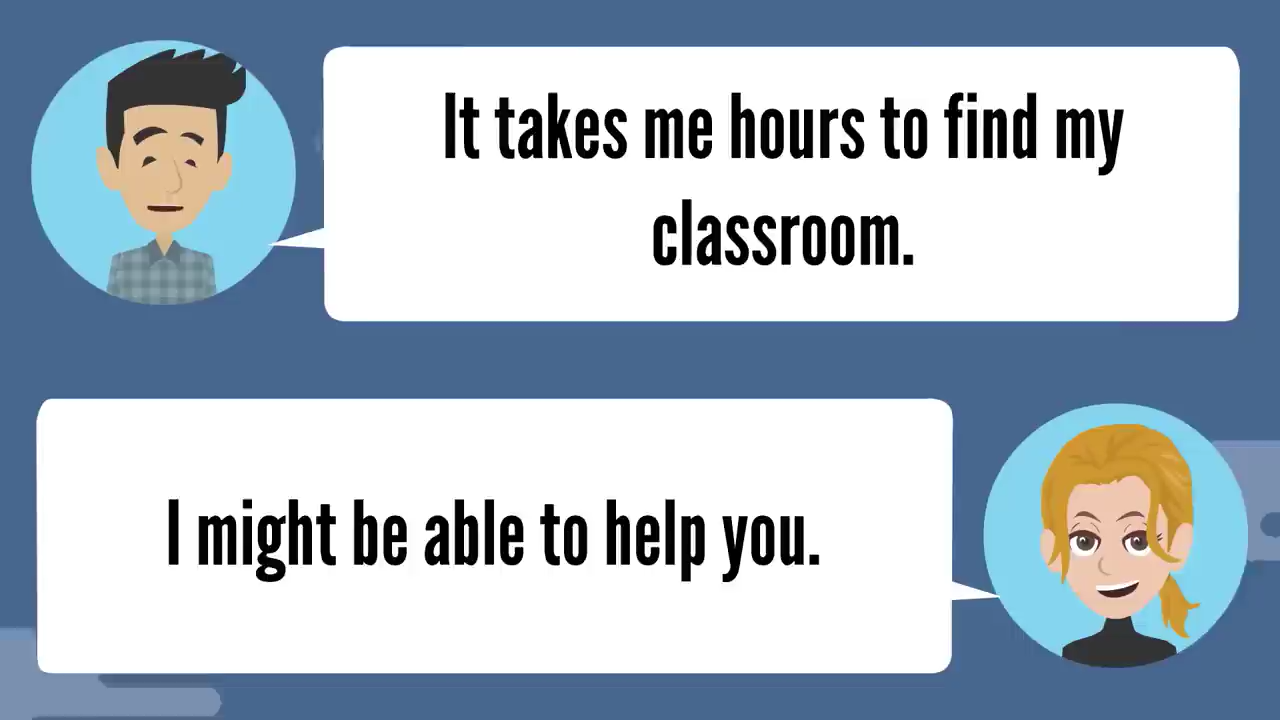 It takes me hours to find my
classroom.
I might be able to help you.